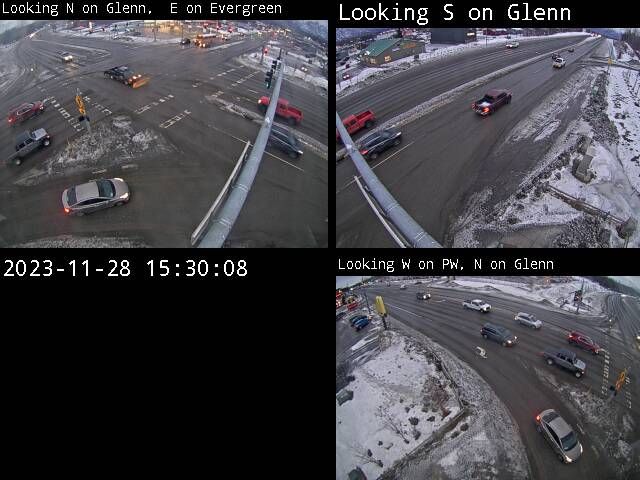 Looking N on Glenn,  E on Evergreen
Looking S on Glenn
2023-11-28 15:30:08
Looking W on PW, N on Glenn